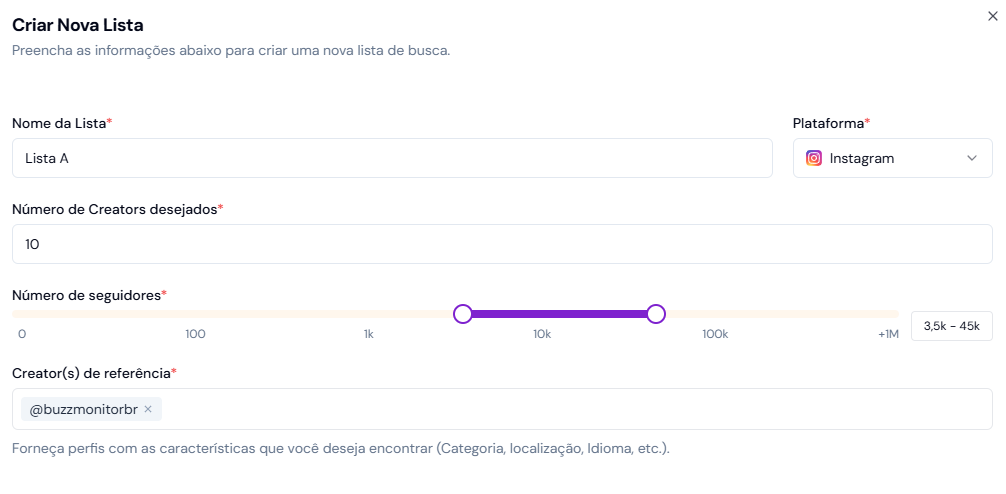 Criar Nova Lista
Preencha as informações abaixo para criar uma nova lista de busca.
Nome da Lista*
Plataforma*
Lista A
Instagram
Número de Creators desejados*
10
Número de seguidores*
0 100 1k 10k 100k +1M
3,5k - 45k
Creator(s) de referência*
@buzzmonitorbr ×
Forneça perfis com as características que você deseja encontrar (Categoria, localização, Idioma, etc.).